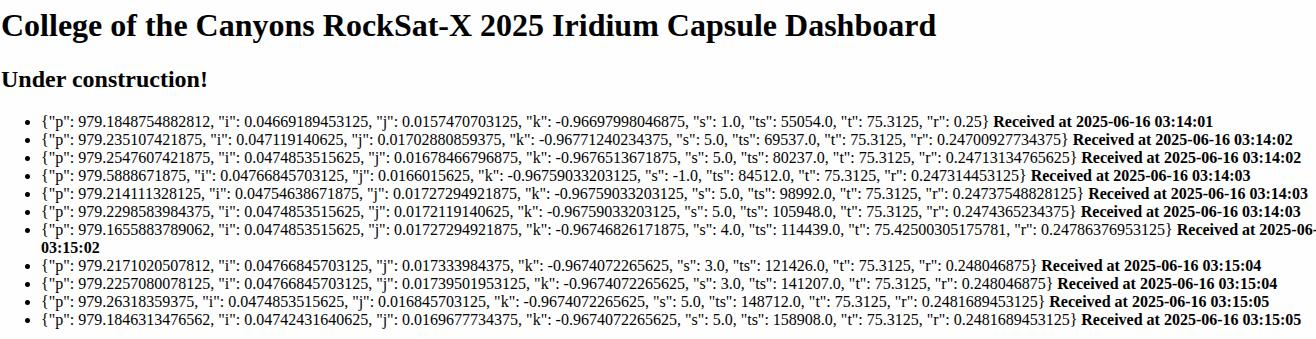 College of the Canyons RockSat-X 2025 Iridium Capsule Dashboard
Under construction!
{"p": 979.1848754882812, "i": 0.04669189453125, "j": 0.0157470703125, "k": -0.96697998046875, "s": 1.0, "ts": 55054.0, "t": 75.3125, "r": 0.25} Received at 2025-06-16 03:14:01
{"p": 979.235107421875, "i": 0.047119140625, "j": 0.01702880859375, "k": -0.96771240234375, "s": 5.0, "ts": 69537.0, "t": 75.3125, "r": 0.24700927734375} Received at 2025-06-16 03:14:02
{"p": 979.2547607421875, "i": 0.0474853515625, "j": 0.01678466796875, "k": -0.9676513671875, "s": 5.0, "ts": 80237.0, "t": 75.3125, "r": 0.24713134765625} Received at 2025-06-16 03:14:02
{"p": 979.5888671875, "i": 0.04766845703125, "j": 0.0166015625, "k": -0.96759033203125, "s": -1.0, "ts": 84512.0, "t": 75.3125, "r": 0.247314453125} Received at 2025-06-16 03:14:03
{"p": 979.214111328125, "i": 0.04754638671875, "j": 0.01727294921875, "k": -0.96759033203125, "s": 5.0, "ts": 98992.0, "t": 75.3125, "r": 0.24737548828125} Received at 2025-06-16 03:14:03
{"p": 979.2298583984375, "i": 0.0474853515625, "j": 0.0172119140625, "k": -0.96759033203125, "s": 5.0, "ts": 105948.0, "t": 75.3125, "r": 0.2474365234375} Received at 2025-06-16 03:14:03
{"p": 979.1655883789062, "i": 0.0474853515625, "j": 0.01727294921875, "k": -0.96746826171875, "s": 4.0, "ts": 114439.0, "t": 75.42500305175781, "r": 0.24786376953125} Received at 2025-06-
03:15:02
{"p": 979.2171020507812, "i": 0.04766845703125, "j": 0.017333984375, "k": -0.9674072265625, "s": 3.0, "ts": 121426.0, "t": 75.3125, "r": 0.248046875} Received at 2025-06-16 03:15:04
{"p": 979.2257080078125, "i": 0.04766845703125, "j": 0.01739501953125, "k": -0.9674072265625, "s": 3.0, "ts": 141207.0, "t": 75.3125, "r": 0.248046875} Received at 2025-06-16 03:15:04
{"p": 979.26318359375, "i": 0.0474853515625, "j": 0.016845703125, "k": -0.9674072265625, "s": 5.0, "ts": 148712.0, "t": 75.3125, "r": 0.2481689453125} Received at 2025-06-16 03:15:05
{"p": 979.1846313476562, "i": 0.04742431640625, "j": 0.0169677734375, "k": -0.9674072265625, "s": 5.0, "ts": 158908.0, "t": 75.3125, "r": 0.2481689453125} Received at 2025-06-16 03:15:05